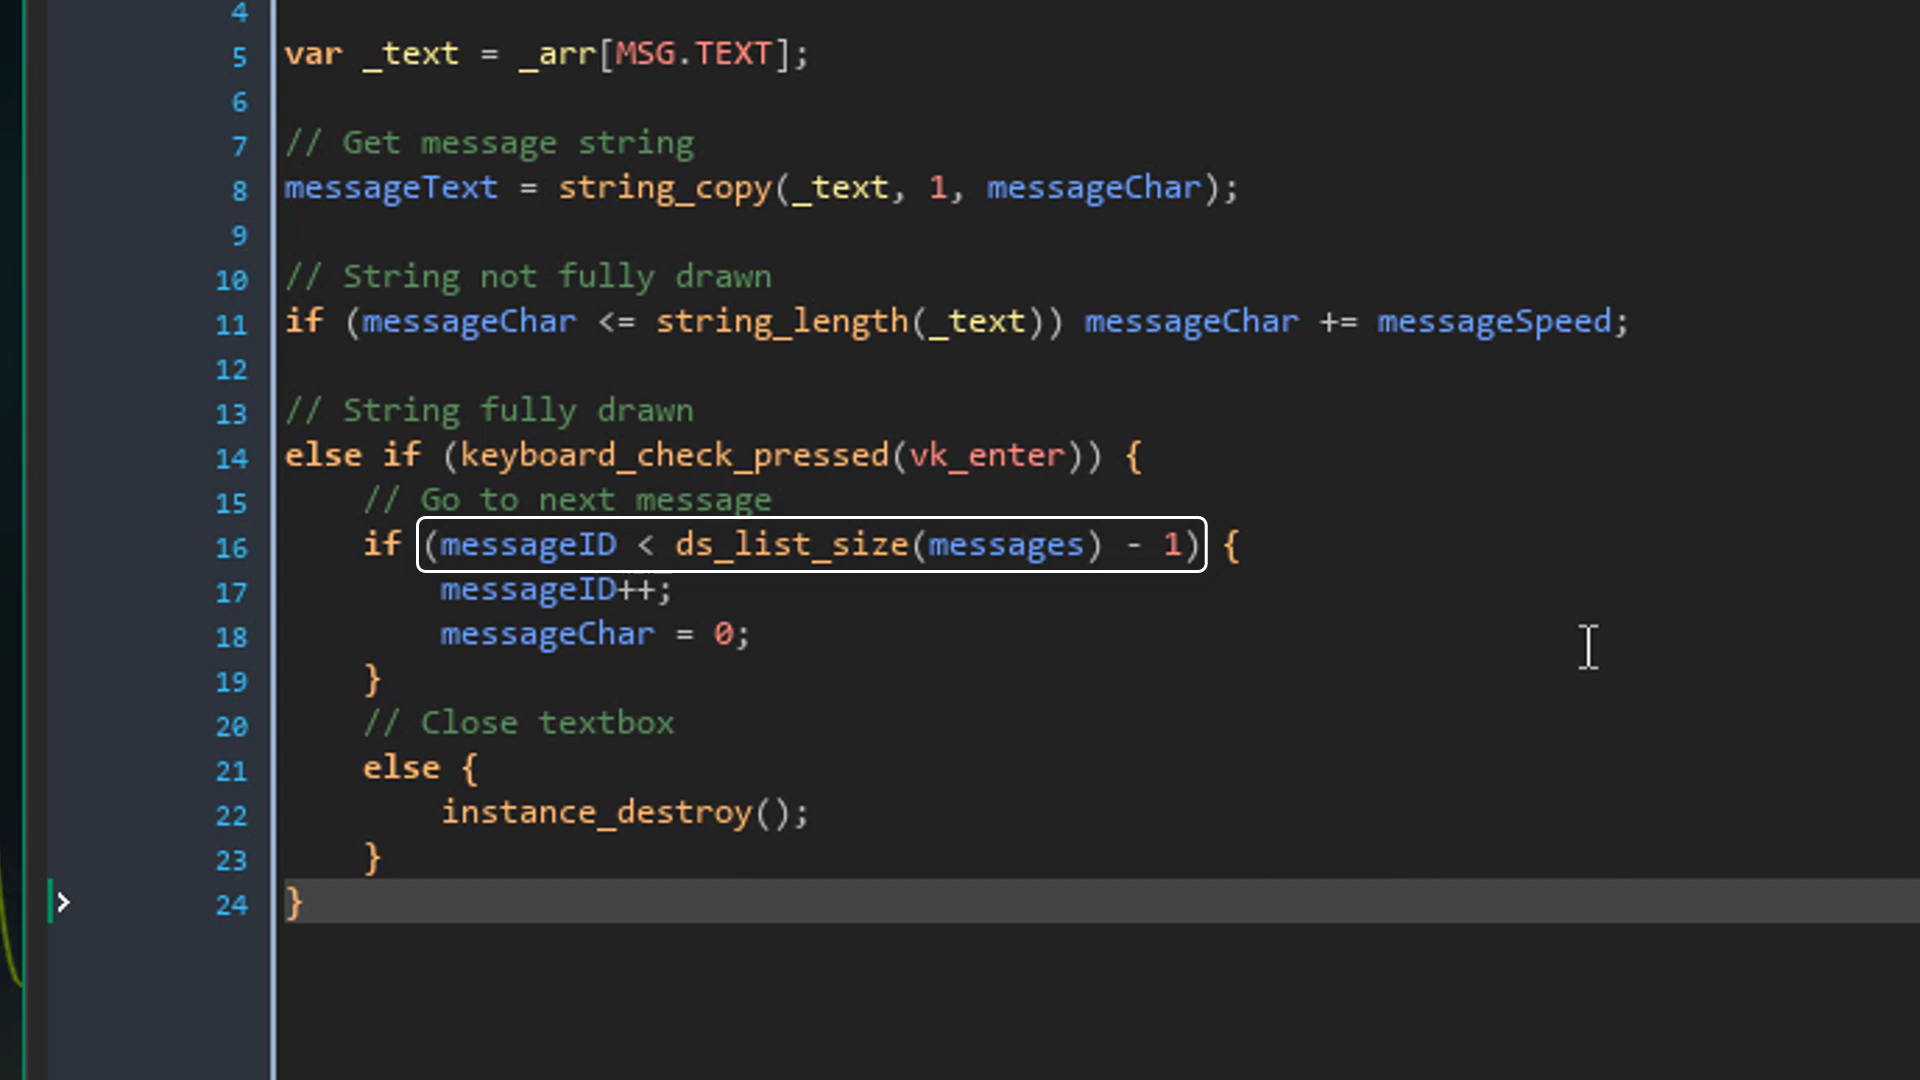 4
5 var _text = _arr[MSG.TEXT];
6
7 // Get message string
8 messageText = string_copy(_text, 1, messageChar);
9
10 // String not fully drawn
11 if (messageChar <= string_length(_text)) messageChar += messageSpeed;
12
13 // String fully drawn
14 else if (keyboard_check_pressed(vk_enter)) {
15     // Go to next message
16     if (messageID < ds_list_size(messages) - 1) {
17         messageID++;
18         messageChar = 0;
19     }
20     // Close textbox
21     else {
22         instance_destroy();
23     }
24 }